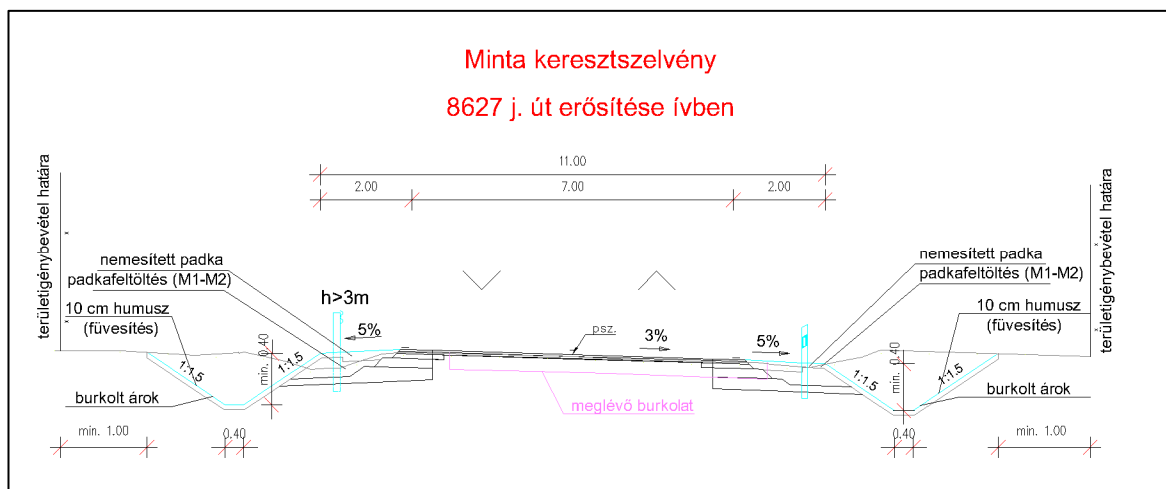 Minta keresztszelvény
8627 j. út erősítése ívben
11.00
2.00
7.00
2.00
területigénybevétel határa
területigénybevétel határa
nemesített padka
padkafeltöltés (M1-M2)
10 cm humusz
(füvesítés)
h>3m
5%
psz.
3%
5%
nemesített padka
padkafeltöltés (M1-M2)
10 cm humusz
(füvesítés)
1:1.5
min. 0.40
1:1.5
1:1.5
min. 0.40
1:1.5
burkolt árok
meglévő burkolat
burkolt árok
min. 1.00
0.40
0.40
min. 1.00